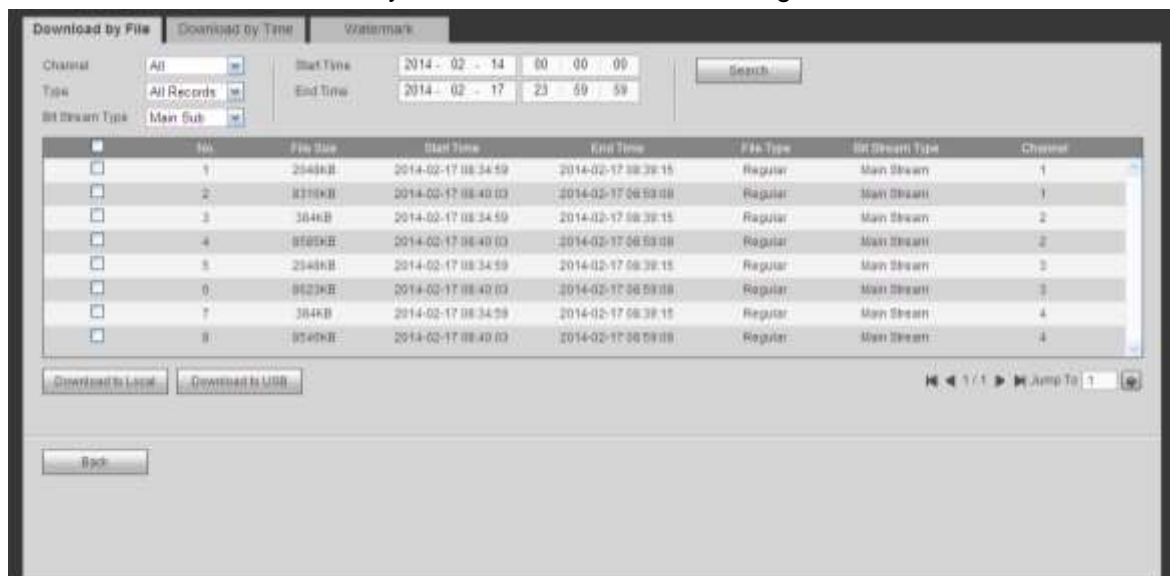 Download by File Download by Time Watermark
Channel All Start Time 2014 - 02 - 14 00 00 00 Search
Type All Records End Time 2014 - 02 - 17 23 59 59
Bit Stream Type Main Sub
No. File Size Start Time End Time File Type Bit Stream Type Channel
1 2014-02-17 08:34:59 2014-02-17 08:39:15 Regular Main Stream 1
2 2014-02-17 08:40:03 Regular Main Stream 1
3 384KB 2014-02-17 08:34:59 2014-02-17 08:39:15 Regular Main Stream 2
4 2014-02-17 08:40:03 Regular Main Stream 2
5 2014-02-17 08:34:59 2014-02-17 08:39:15 Regular Main Stream 3
6 2014-02-17 08:40:03 Regular Main Stream 3
7 384KB 2014-02-17 08:34:59 2014-02-17 08:39:15 Regular Main Stream 4
8 2014-02-17 08:40:03 Regular Main Stream 4
Download to Local Download to USB 1 / 1 Jump To 1
Back